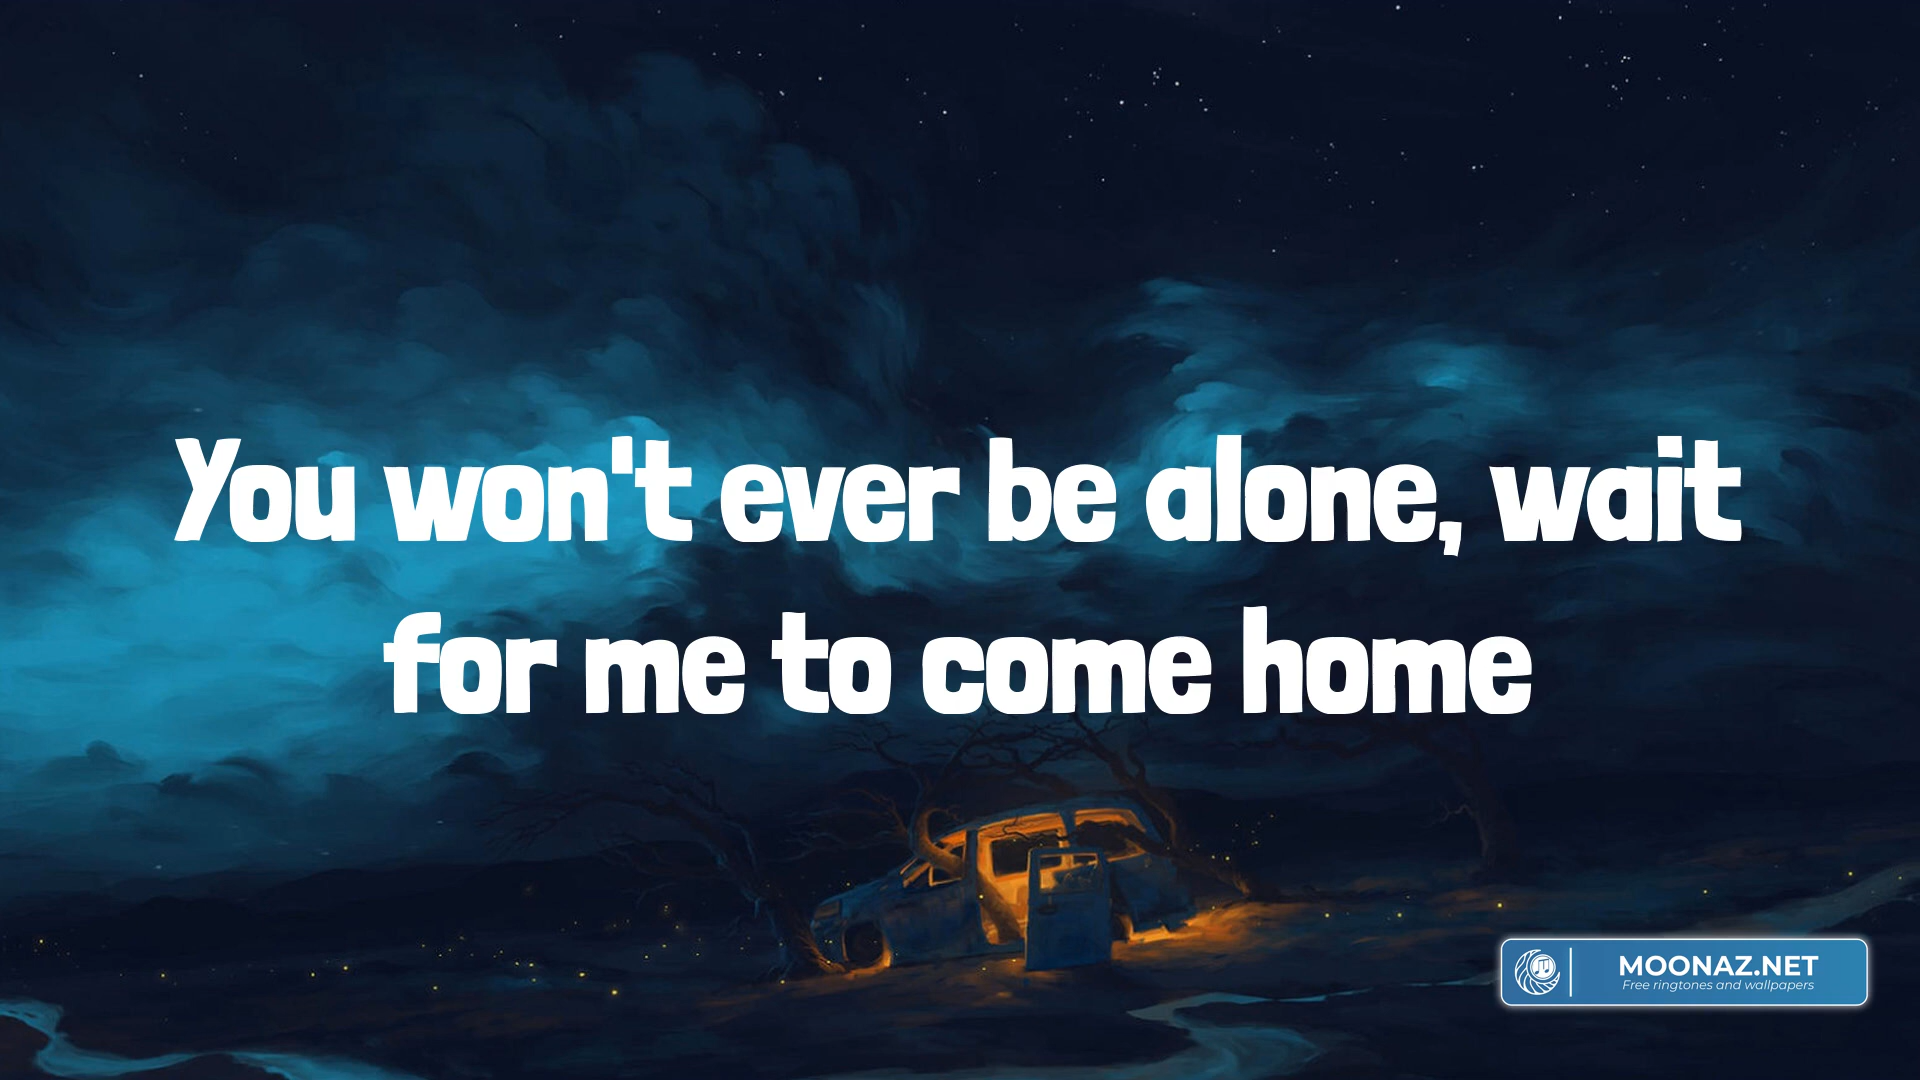 You won't ever be alone, wait
for me to come home
MOONAZ.NET
Free ringtones and wallpapers